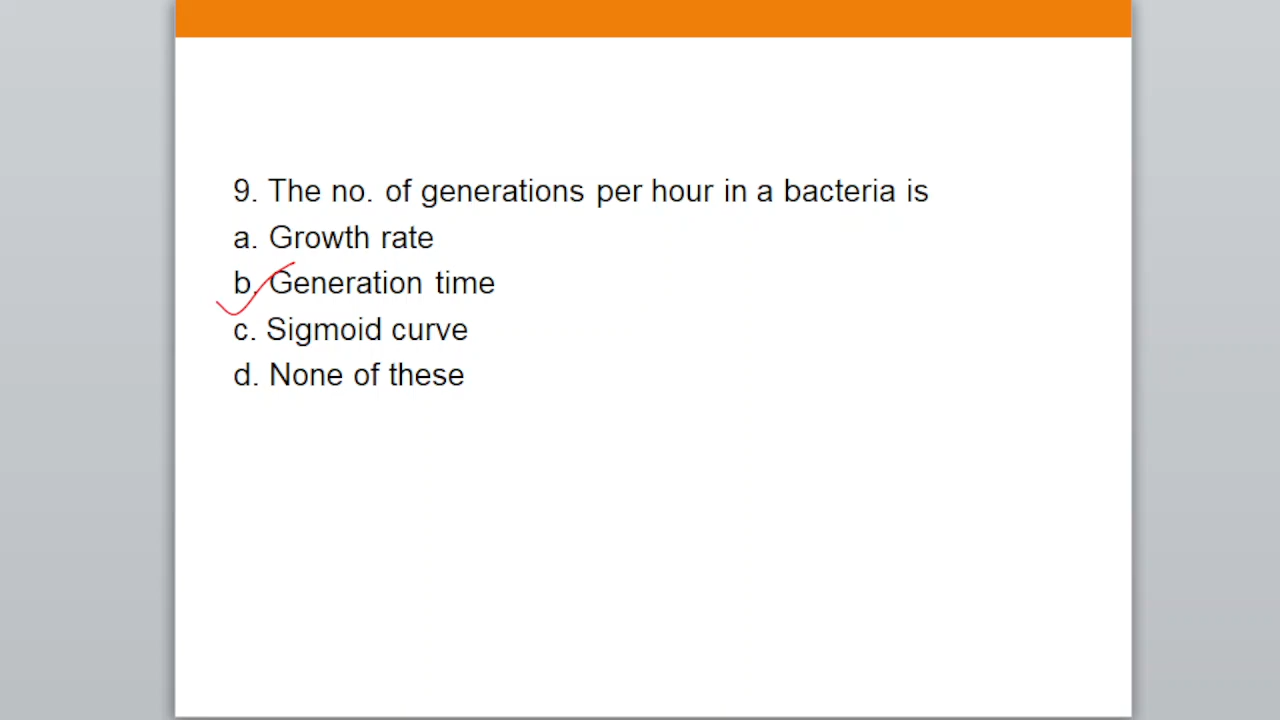 9. The no. of generations per hour in a bacteria is
a. Growth rate
b. Generation time
c. Sigmoid curve
d. None of these